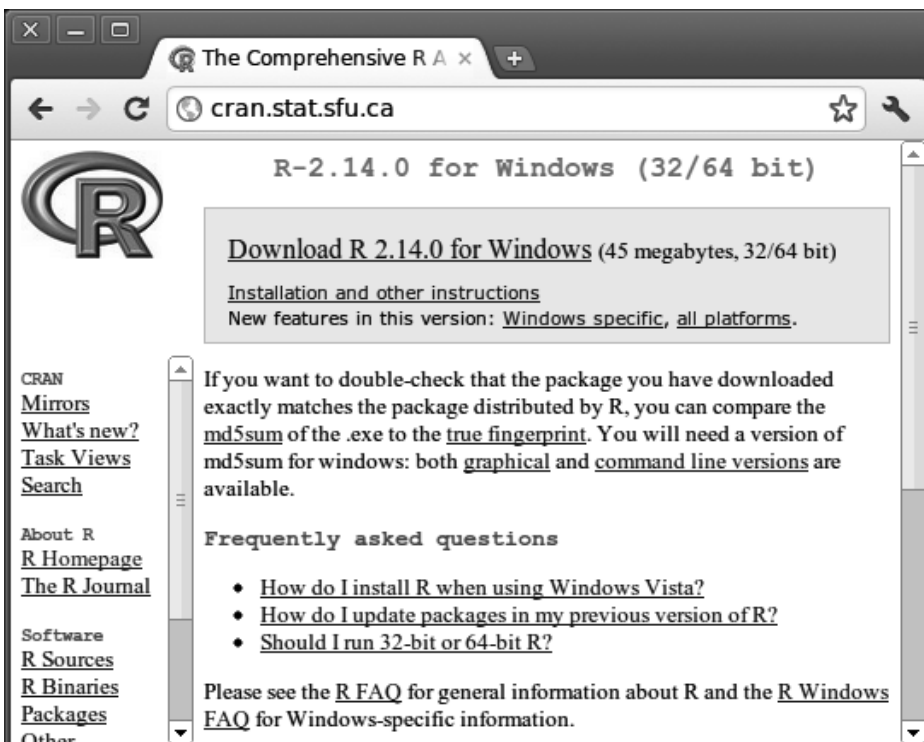 The Comprehensive R A
cran.stat.sfu.ca
R
CRAN
Mirrors
What's new?
Task Views
Search
About R
R Homepage
The R Journal
Software
R Sources
R Binaries
Packages
Other
R-2.14.0 for Windows (32/64 bit)
Download R 2.14.0 for Windows (45 megabytes, 32/64 bit)
Installation and other instructions
New features in this version: Windows specific, all platforms.
If you want to double-check that the package you have downloaded
exactly matches the package distributed by R, you can compare the
md5sum of the .exe to the true fingerprint. You will need a version of
md5sum for windows: both graphical and command line versions are
available.
Frequently asked questions
• How do I install R when using Windows Vista?
• How do I update packages in my previous version of R?
• Should I run 32-bit or 64-bit R?
Please see the R FAQ for general information about R and the R Windows
FAQ for Windows-specific information.